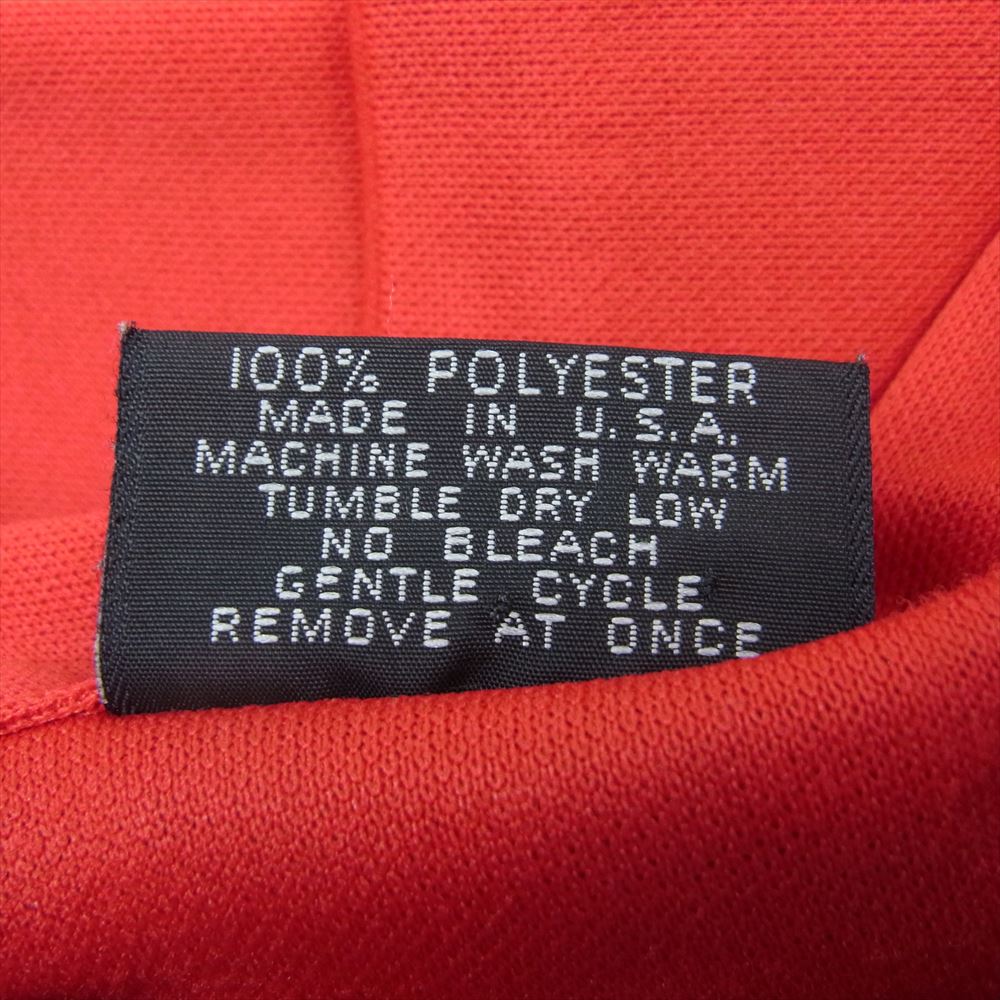 100% POLYESTER
MADE IN U.S.A.
MACHINE WASH WARM
TUMBLE DRY LOW
NO BLEACH
GENTLE CYCLE
REMOVE AT ONCE